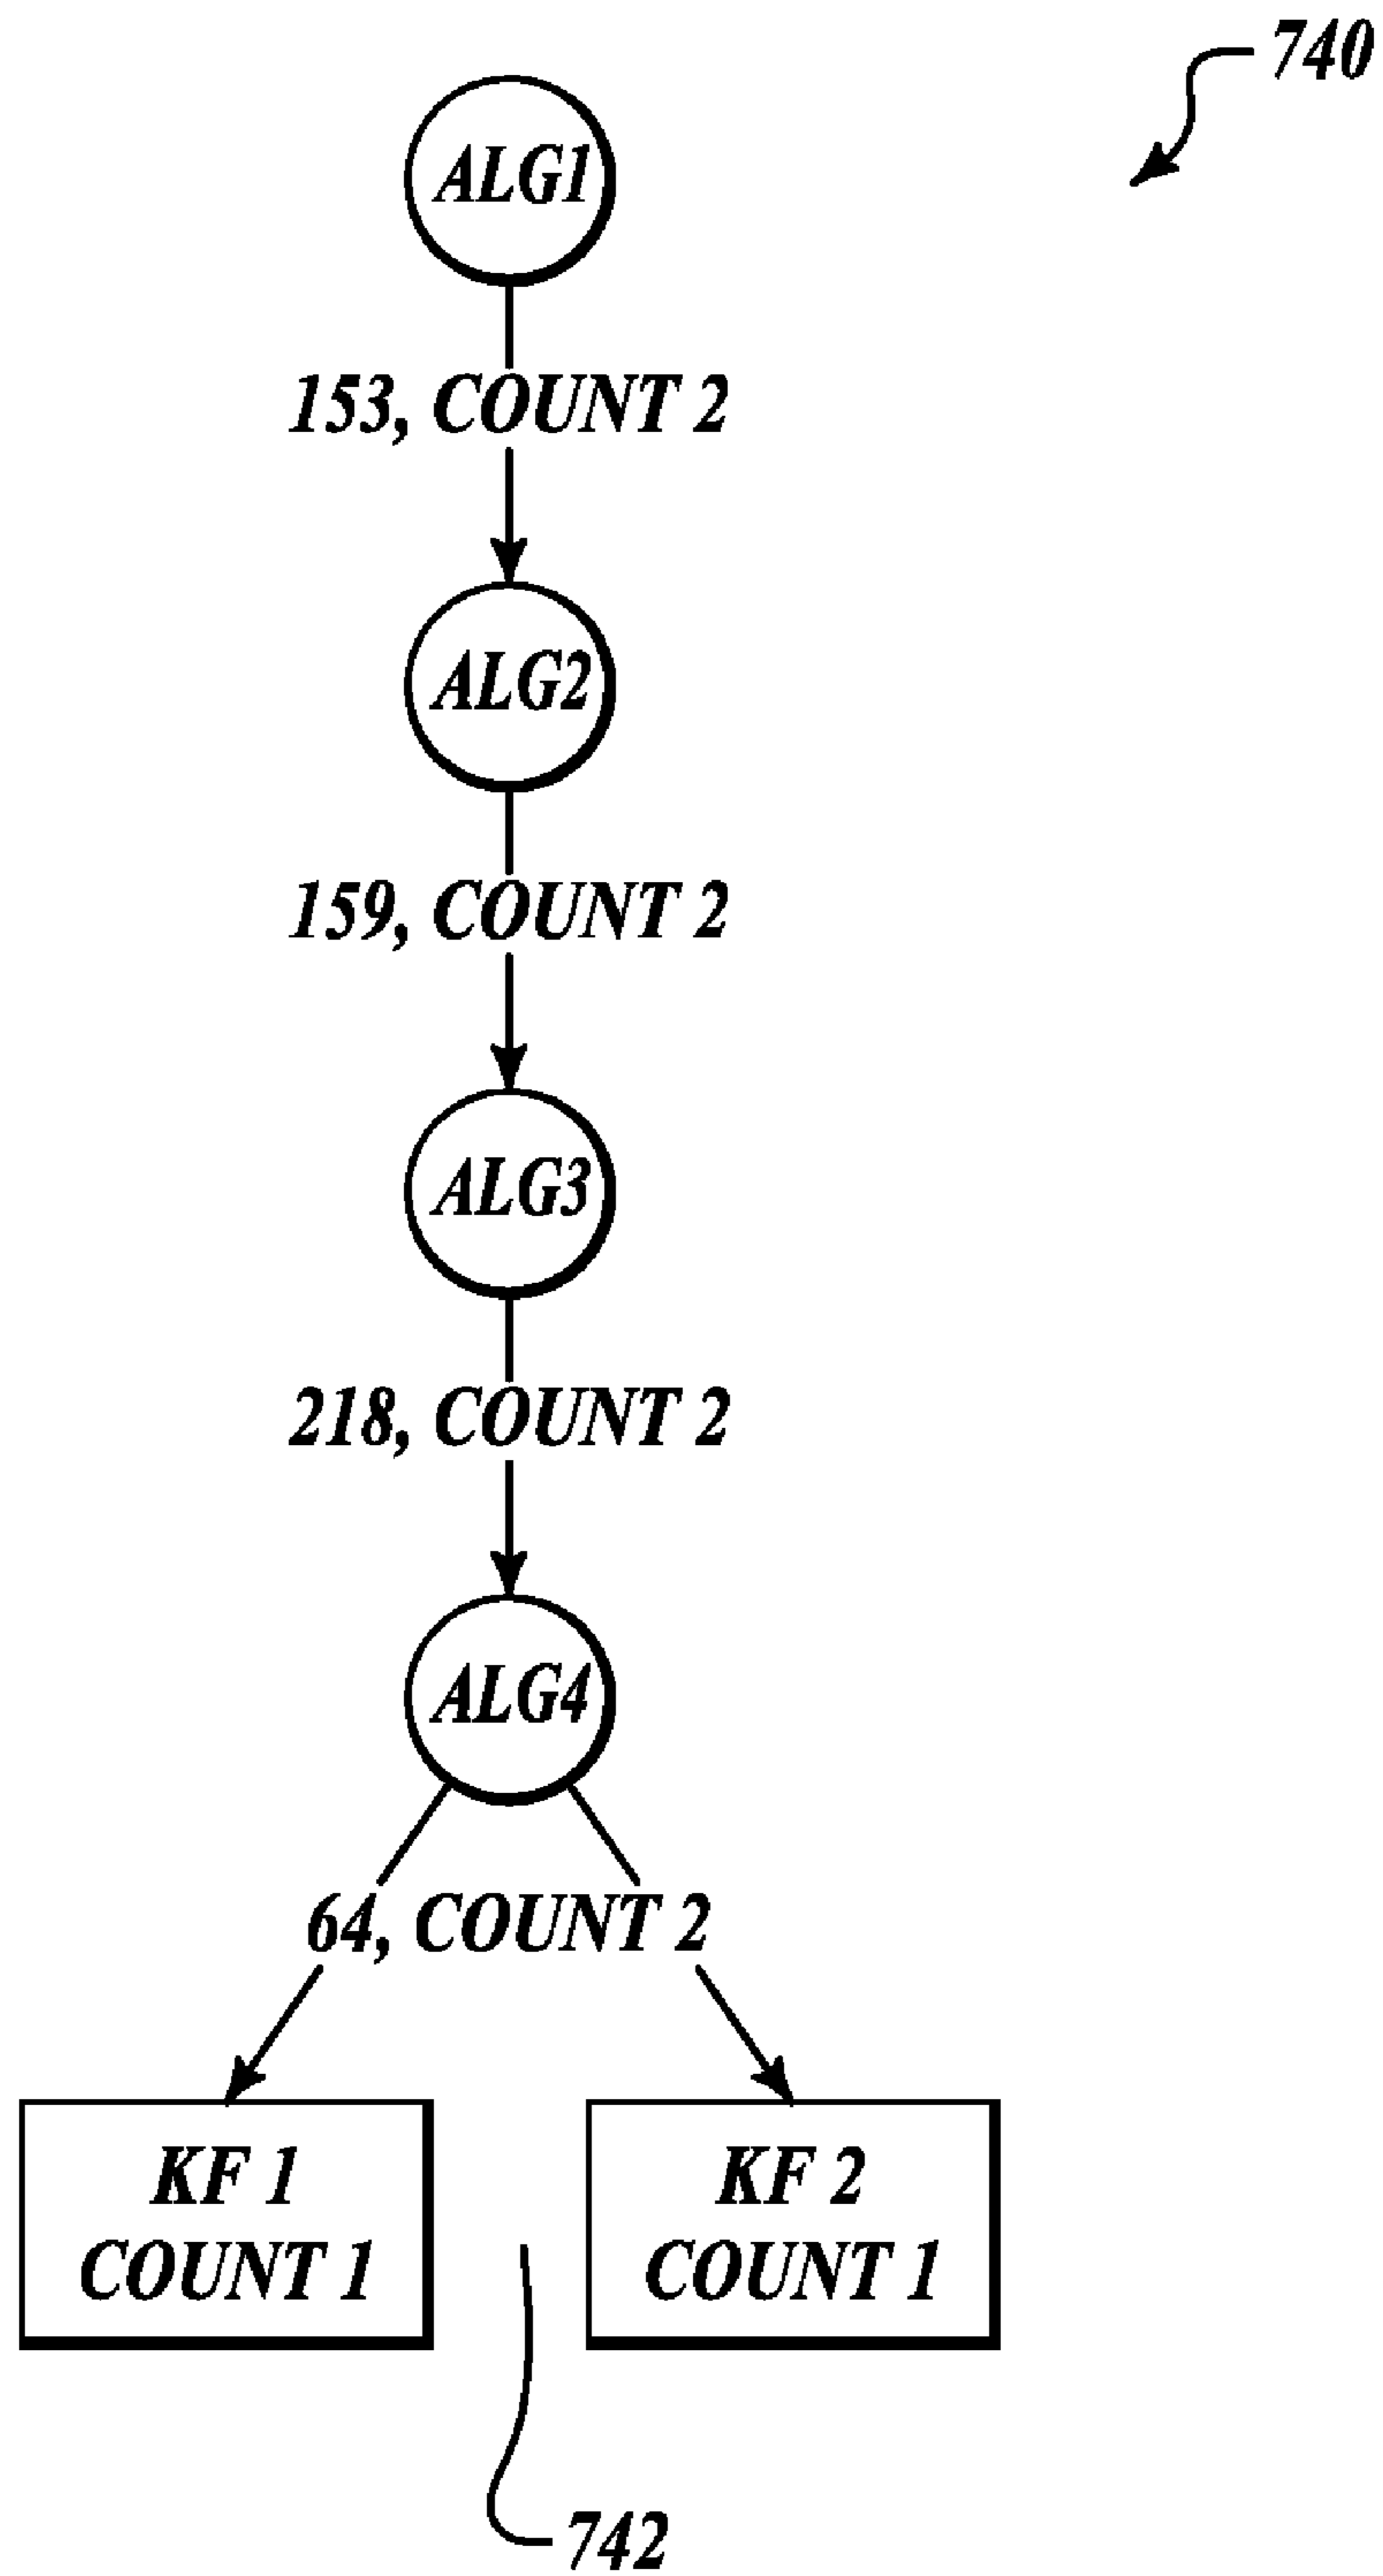 740
ALG1
153, COUNT 2
ALG2
159, COUNT 2
ALG3
218, COUNT 2
ALG4
64, COUNT 2
KF 1
COUNT 1
KF 2
COUNT 1
742